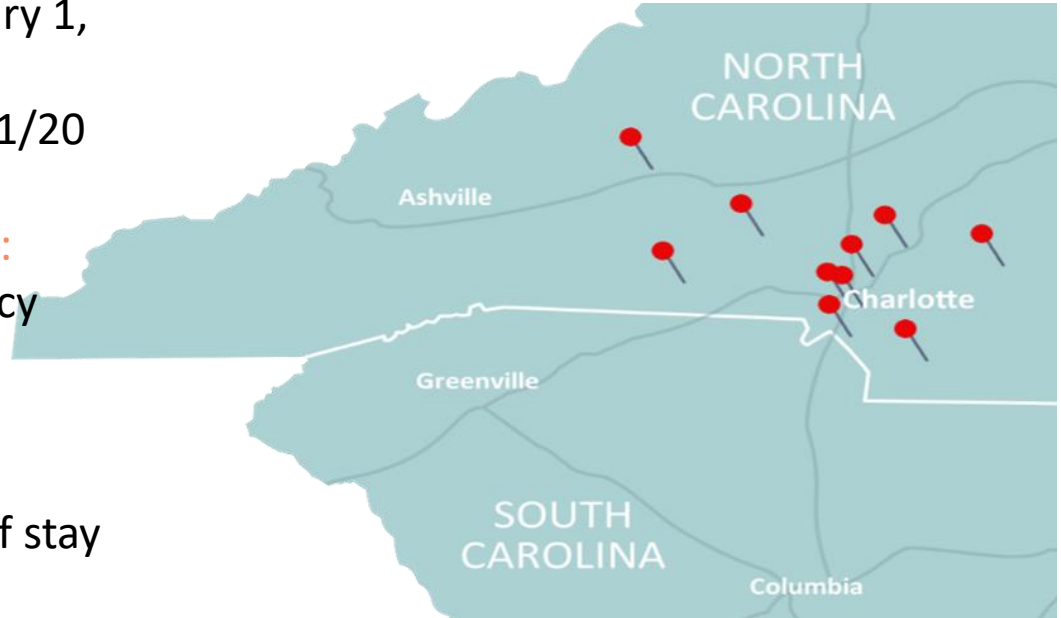 ry 1,
1/20
:
cy
f stay
NORTH
CAROLINA
Ashville
Charlotte
Greenville
SOUTH
CAROLINA
Columbia